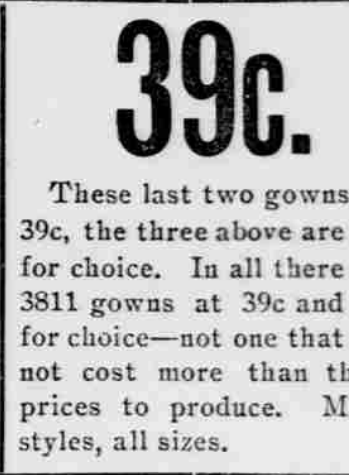 39c.
These last two gowns
39c, the three above are
for choice. In all there
3811 gowns at 39c and
for choice—not one that
not cost more than th
prices to produce. M
styles, all sizes.